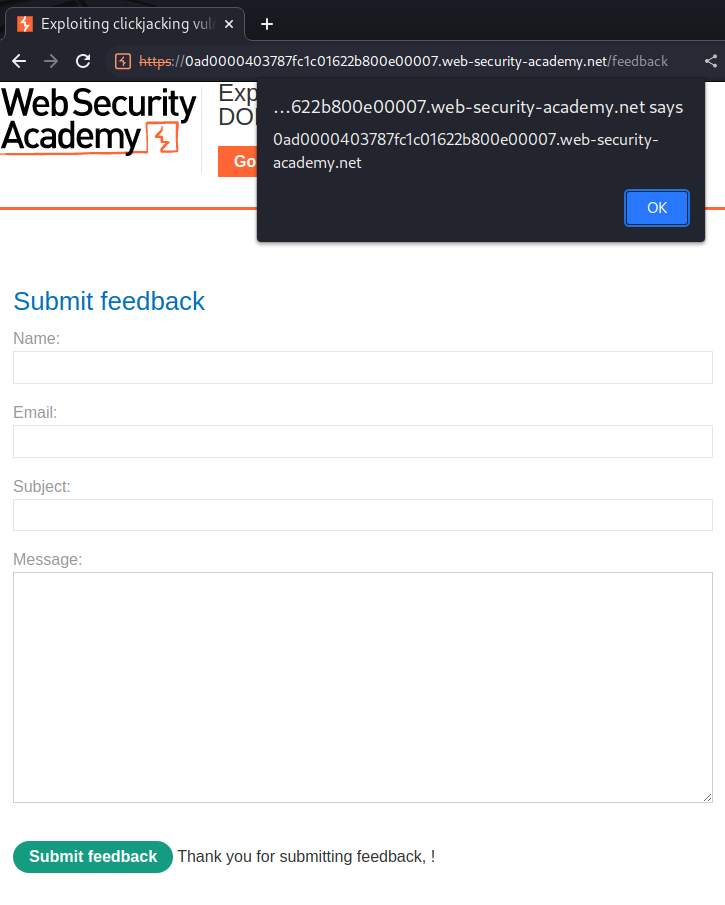 Exploiting clickjacking vul
https://0ad0000403787fc1c01622b800e00007.web-security-academy.net/feedback
Web Security
Academy
Exp
DO
Go
...622b800e00007.web-security-academy.net says
0ad0000403787fc1c01622b800e00007.web-security-
academy.net
OK
Submit feedback
Name:
Email:
Subject:
Message:
Submit feedback Thank you for submitting feedback, !